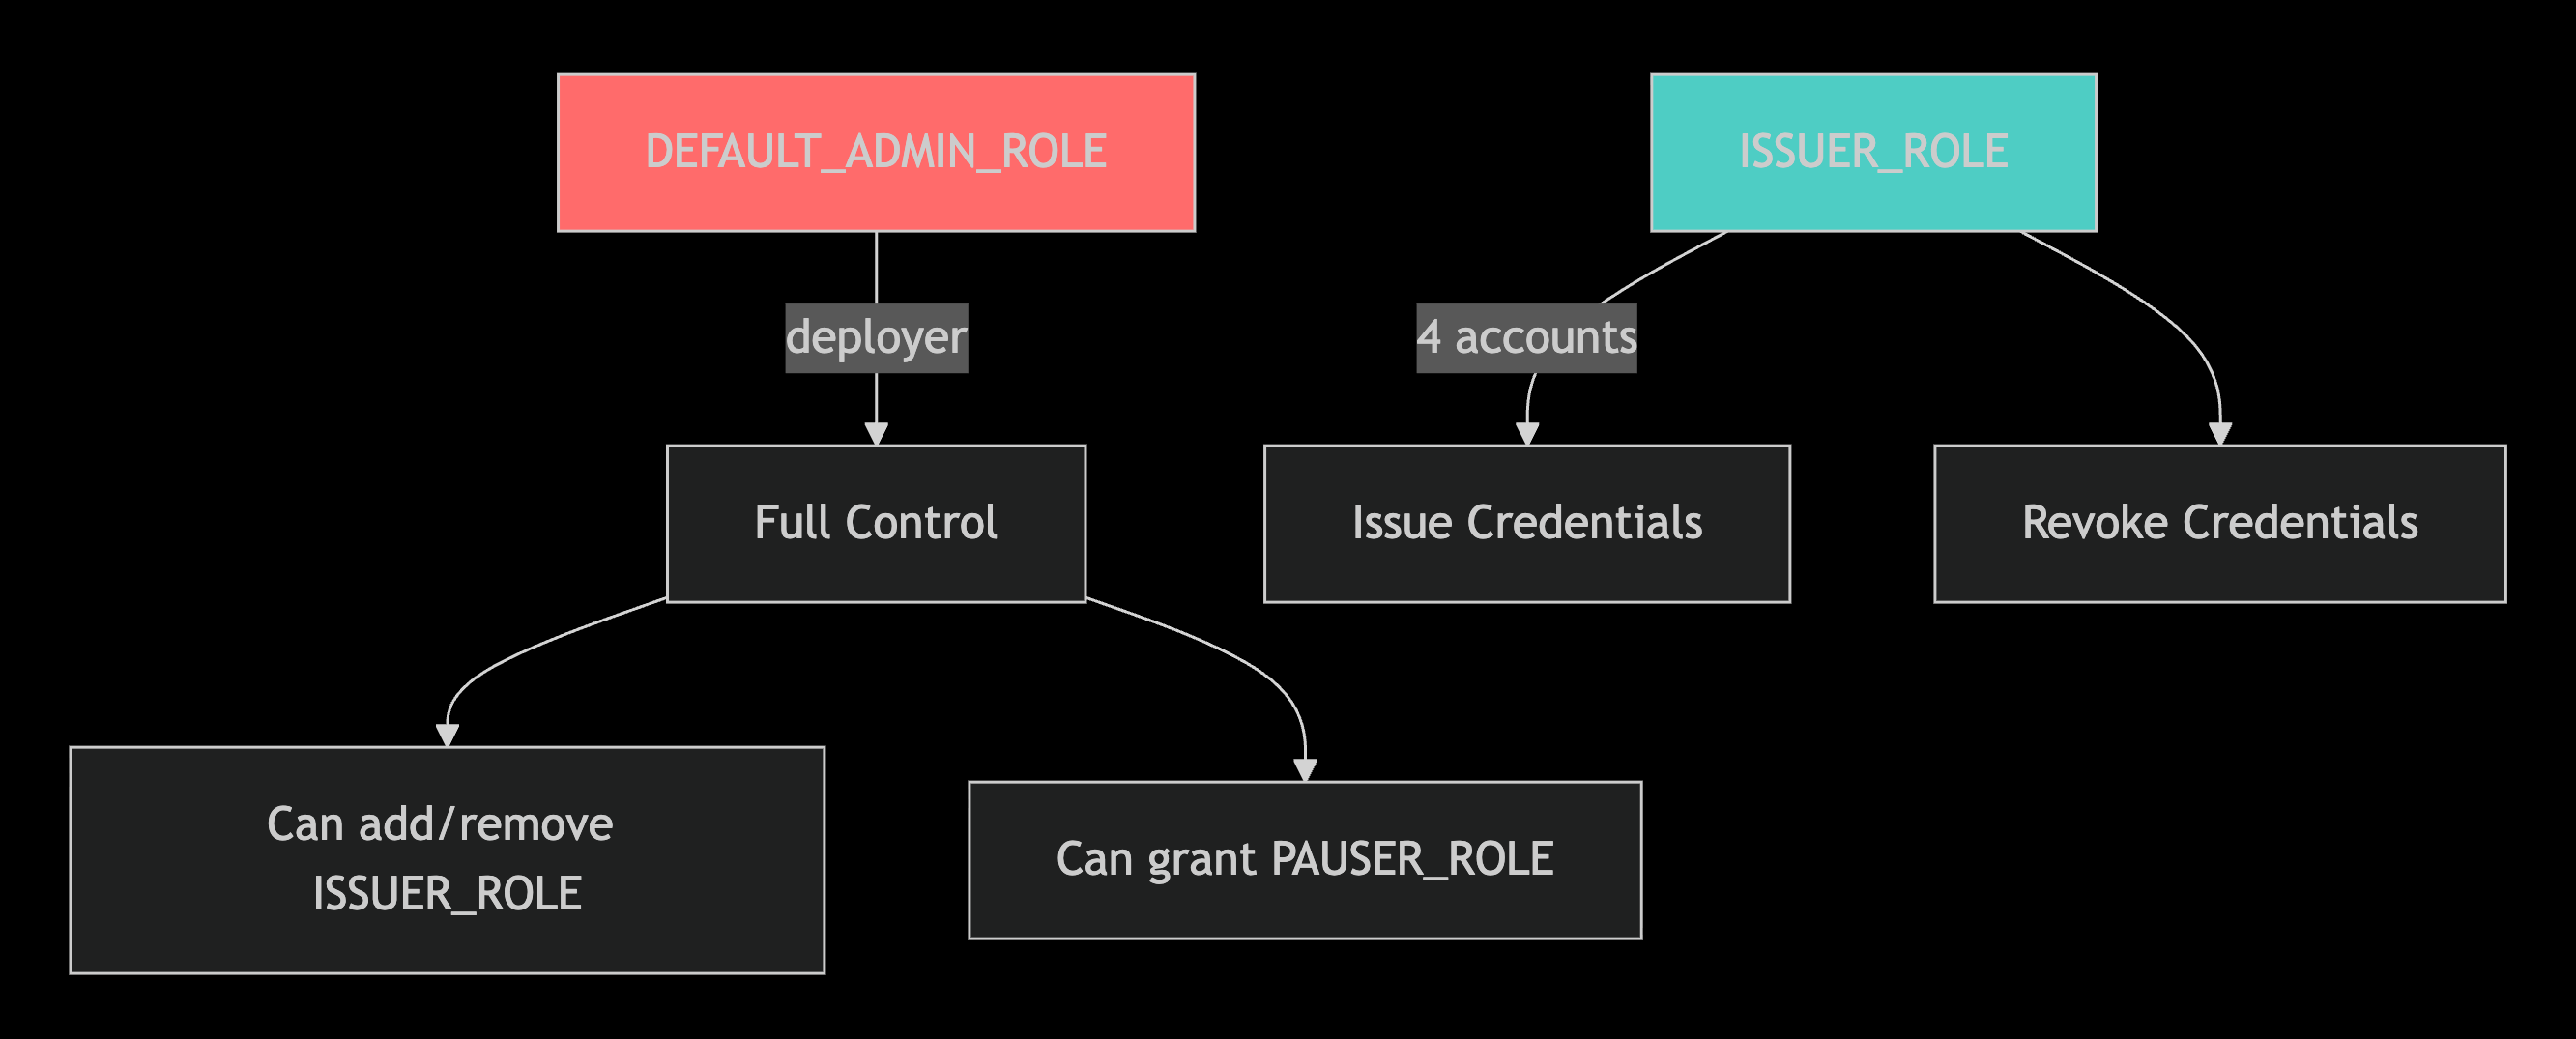 DEFAULT_ADMIN_ROLE
ISSUER_ROLE
deployer
4 accounts
Full Control
Issue Credentials
Revoke Credentials
Can add/remove
ISSUER_ROLE
Can grant PAUSER_ROLE